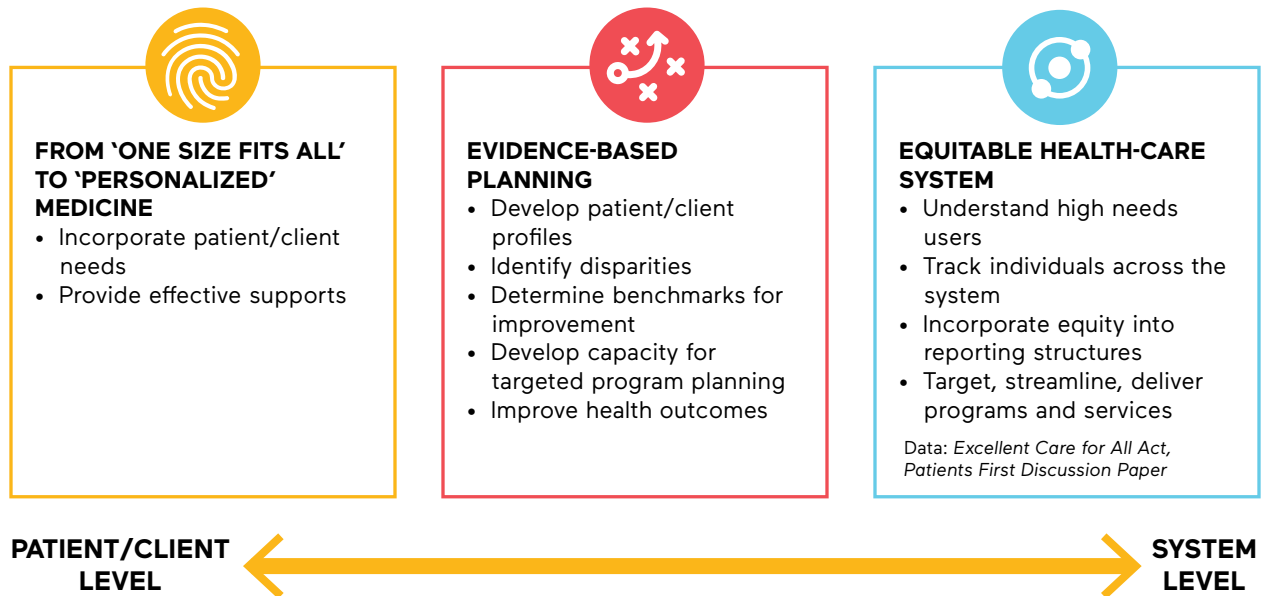 FROM ‘ONE SIZE FITS ALL’
TO ‘PERSONALIZED’
MEDICINE
• Incorporate patient/client
needs
• Provide effective supports
EVIDENCE-BASED
PLANNING
• Develop patient/client
profiles
• Identify disparities
• Determine benchmarks for
improvement
• Develop capacity for
targeted program planning
• Improve health outcomes
EQUITABLE HEALTH-CARE
SYSTEM
• Understand high needs
users
• Track individuals across the
system
• Incorporate equity into
reporting structures
• Target, streamline, deliver
programs and services
Data: Excellent Care for All Act,
Patients First Discussion Paper
PATIENT/CLIENT
LEVEL
SYSTEM
LEVEL